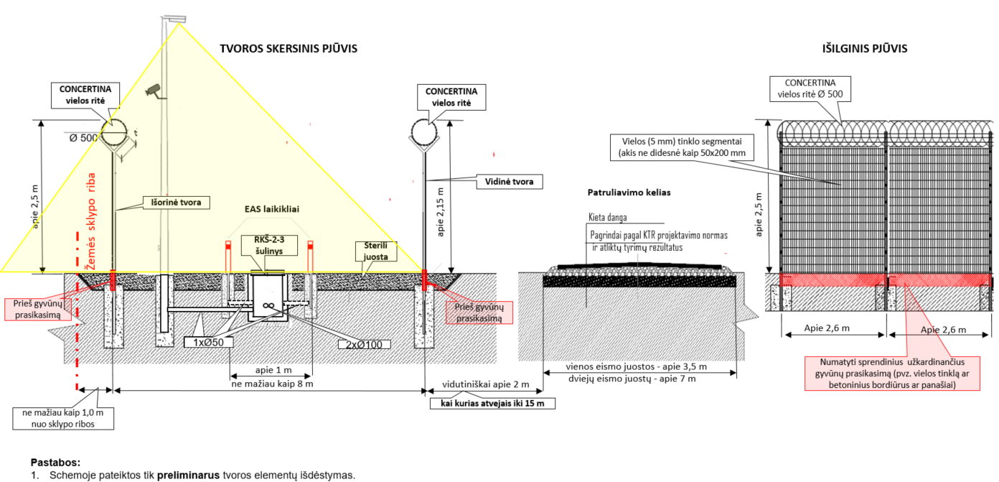 TVOROS SKERSINIS PJŪVIS
IŠILGINIS PJŪVIS
CONCERTINA
vielos ritė
CONCERTINA
vielos ritė
CONCERTINA
vielos ritė Ø 500
Ø 500
Vielos (5 mm) tinklo segmentai
(akis ne didesnė kaip 50x200 mm
apie 2,5 m
Žemės sklypo riba
Išorinė tvora
Vidinė tvora
apie 2,15 m
apie 2,5 m
EAS laikikliai
RKŠ-2-3
šulinys
Sterili
juosta
Patruliavimo kelias
Kieta danga
Pagrindai pagal KTR projektavimo normas
ir atliktų tyrimų rezultatus
Prieš gyvūnų
prasikasimą
Prieš gyvūnų
prasikasimą
1xØ50
2xØ100
Apie 2,6 m
Apie 2,6 m
apie 1 m
ne mažiau kaip 8 m
vidutiniškai apie 2 m
kai kurias atvejais iki 15 m
vienos eismo juostos - apie 3,5 m
dviejų eismo juostų - apie 7 m
Numatyti sprendinius užkardinančius
gyvūnų prasikasimą (pvz. vielos tinklą ar
betoninius bordiūrus ar panašiai)
ne mažiau kaip 1,0 m
nuo sklypo ribos
Pastabos:
1. Schemoje pateiktos tik preliminarus tvoros elementų išdėstymas.